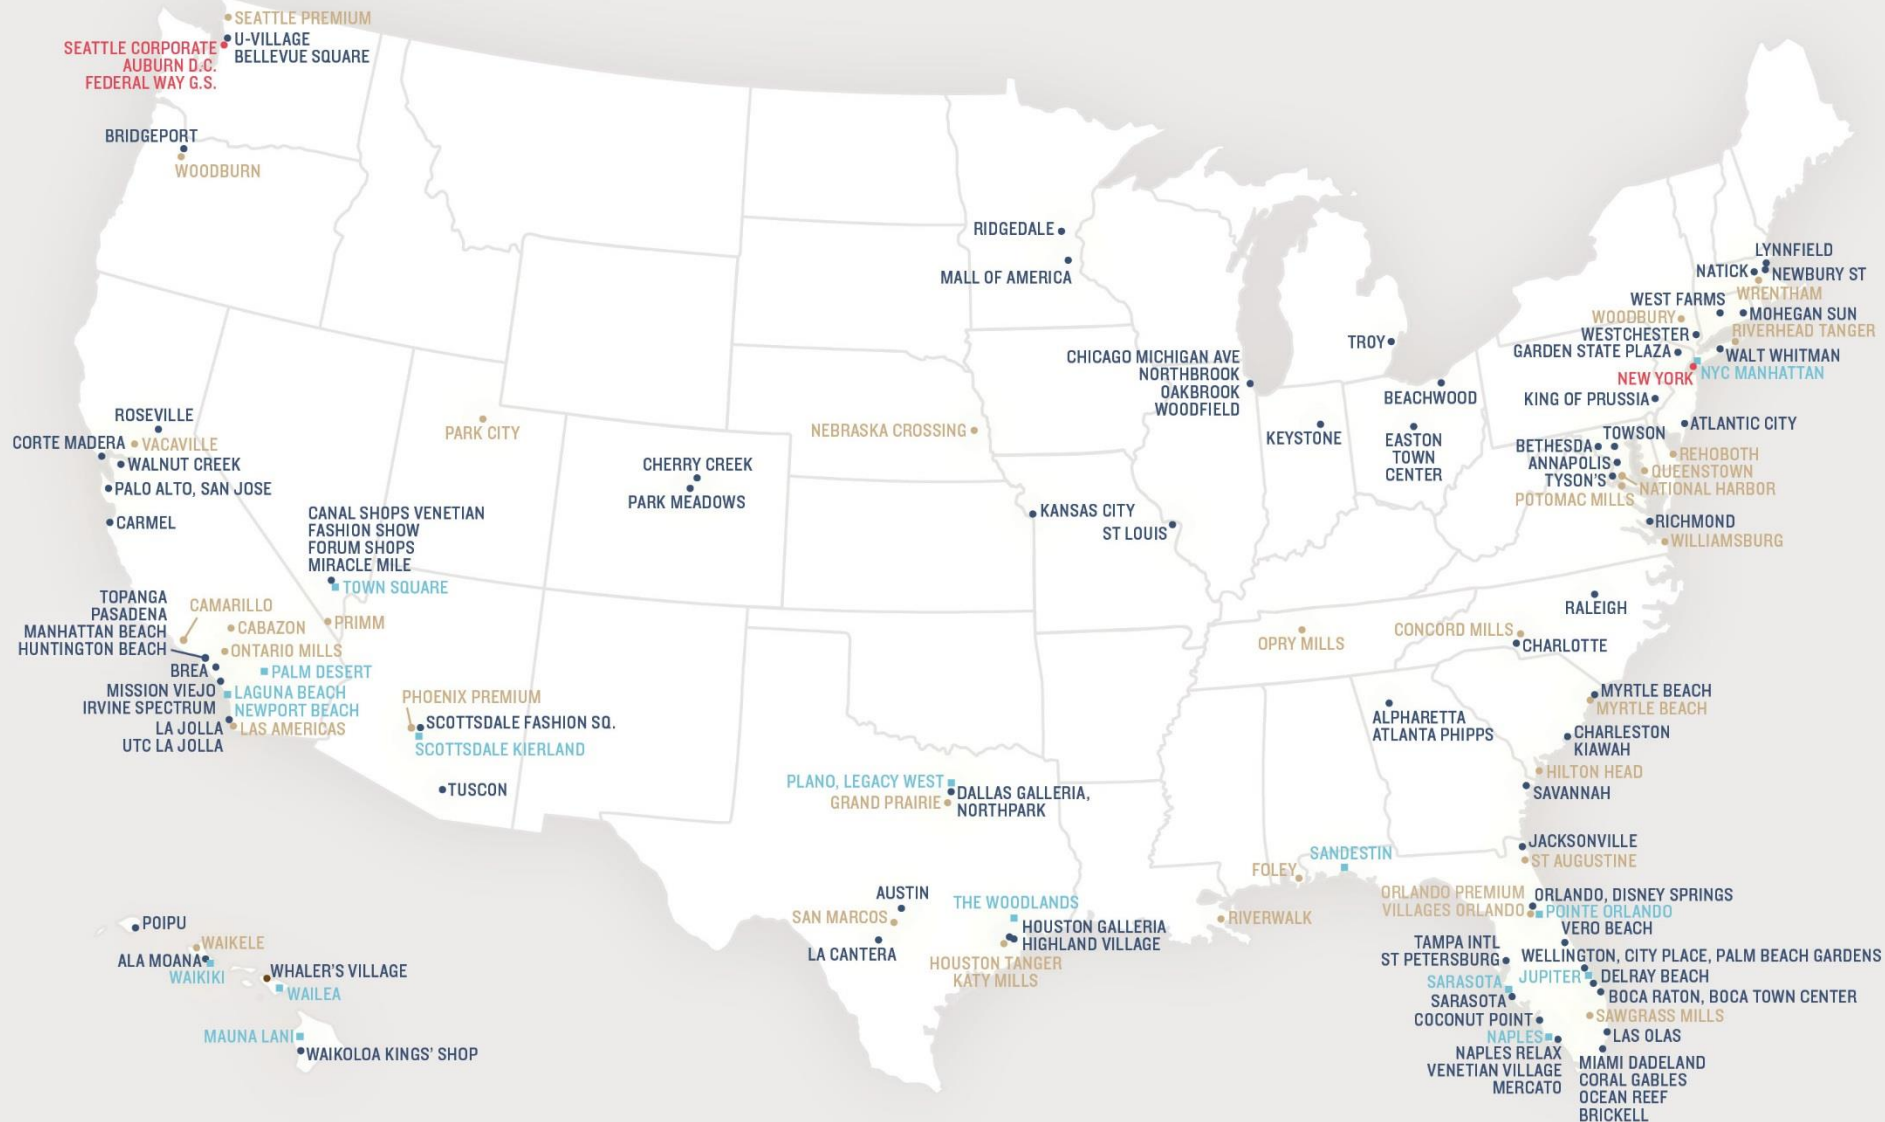 SEATTLE PREMIUM
SEATTLE CORPORATE
AUBURN D.C.
FEDERAL WAY G.S.
U-VILLAGE
BELLEVUE SQUARE
BRIDGEPORT
WOODBURN
ROSEVILLE
CORTE MADERA
VACAVILLE
WALNUT CREEK
PALO ALTO, SAN JOSE
CARMEL
CANAL SHOPS VENETIAN
FASHION SHOW
FORUM SHOPS
MIRACLE MILE
TOWN SQUARE
PRIMM
TOPANGA
PASADENA
MANHATTAN BEACH
HUNTINGTON BEACH
CAMARILLO
CABAZON
ONTARIO MILLS
BREA
PALM DESERT
MISSION VIEJO
IRVINE SPECTRUM
LAGUNA BEACH
NEWPORT BEACH
LA JOLLA
UTC LA JOLLA
LAS AMERICAS
PHOENIX PREMIUM
SCOTTSDALE FASHION SQ.
SCOTTSDALE KIERLAND
TUSCON
PARK CITY
CHERRY CREEK
PARK MEADOWS
POIPU
WAIKELE
ALA MOANA
WAIKIKI
WHALER'S VILLAGE
WAILEA
MAUNA LANI
WAIKOLOA KINGS' SHOP
RIDGEDALE
MALL OF AMERICA
NEBRASKA CROSSING
KANSAS CITY
ST LOUIS
CHICAGO MICHIGAN AVE
NORTHBROOK
OAKBROOK
WOODFIELD
TROY
KEYSTONE
BEACHWOOD
EASTON
TOWN
CENTER
PLANO, LEGACY WEST
GRAND PRAIRIE
DALLAS GALLERIA,
NORTHPARK
AUSTIN
SAN MARCOS
LA CANTERA
THE WOODLANDS
HOUSTON GALLERIA
HIGHLAND VILLAGE
HOUSTON TANGER
KATY MILLS
OPRY MILLS
RIVERWALK
FOLEY
SANDESTIN
ALPHARETTA
ATLANTA PHIPPS
LYNNFIELD
NATICK
NEWBURY ST
WRENTHAM
WEST FARMS
WOODBURY
MOHEGAN SUN
RIVERHEAD TANGER
WESTCHESTER
GARDEN STATE PLAZA
WALT WHITMAN
NEW YORK
NYC MANHATTAN
KING OF PRUSSIA
ATLANTIC CITY
TOWSON
BETHESDA
ANNAPOLIS
TYSON'S
POTOMAC MILLS
REHOBOTH
QUEENSTOWN
NATIONAL HARBOR
RICHMOND
WILLIAMSBURG
RALEIGH
CONCORD MILLS
CHARLOTTE
MYRTLE BEACH
MYRTLE BEACH
CHARLESTON
KIAWAH
HILTON HEAD
SAVANNAH
JACKSONVILLE
ST AUGUSTINE
ORLANDO PREMIUM
VILLAGES ORLANDO
ORLANDO, DISNEY SPRINGS
POINTE ORLANDO
VERO BEACH
TAMPA INTL
ST PETERSBURG
WELLINGTON, CITY PLACE, PALM BEACH GARDENS
JUPITER
DELRAY BEACH
SARASOTA
SARASOTA
BOCA RATON, BOCA TOWN CENTER
COCONUT POINT
SAWGRASS MILLS
NAPLES
LAS OLAS
NAPLES RELAX
VENETIAN VILLAGE
MERCATO
MIAMI DADELAND
CORAL GABLES
OCEAN REEF
BRICKELL